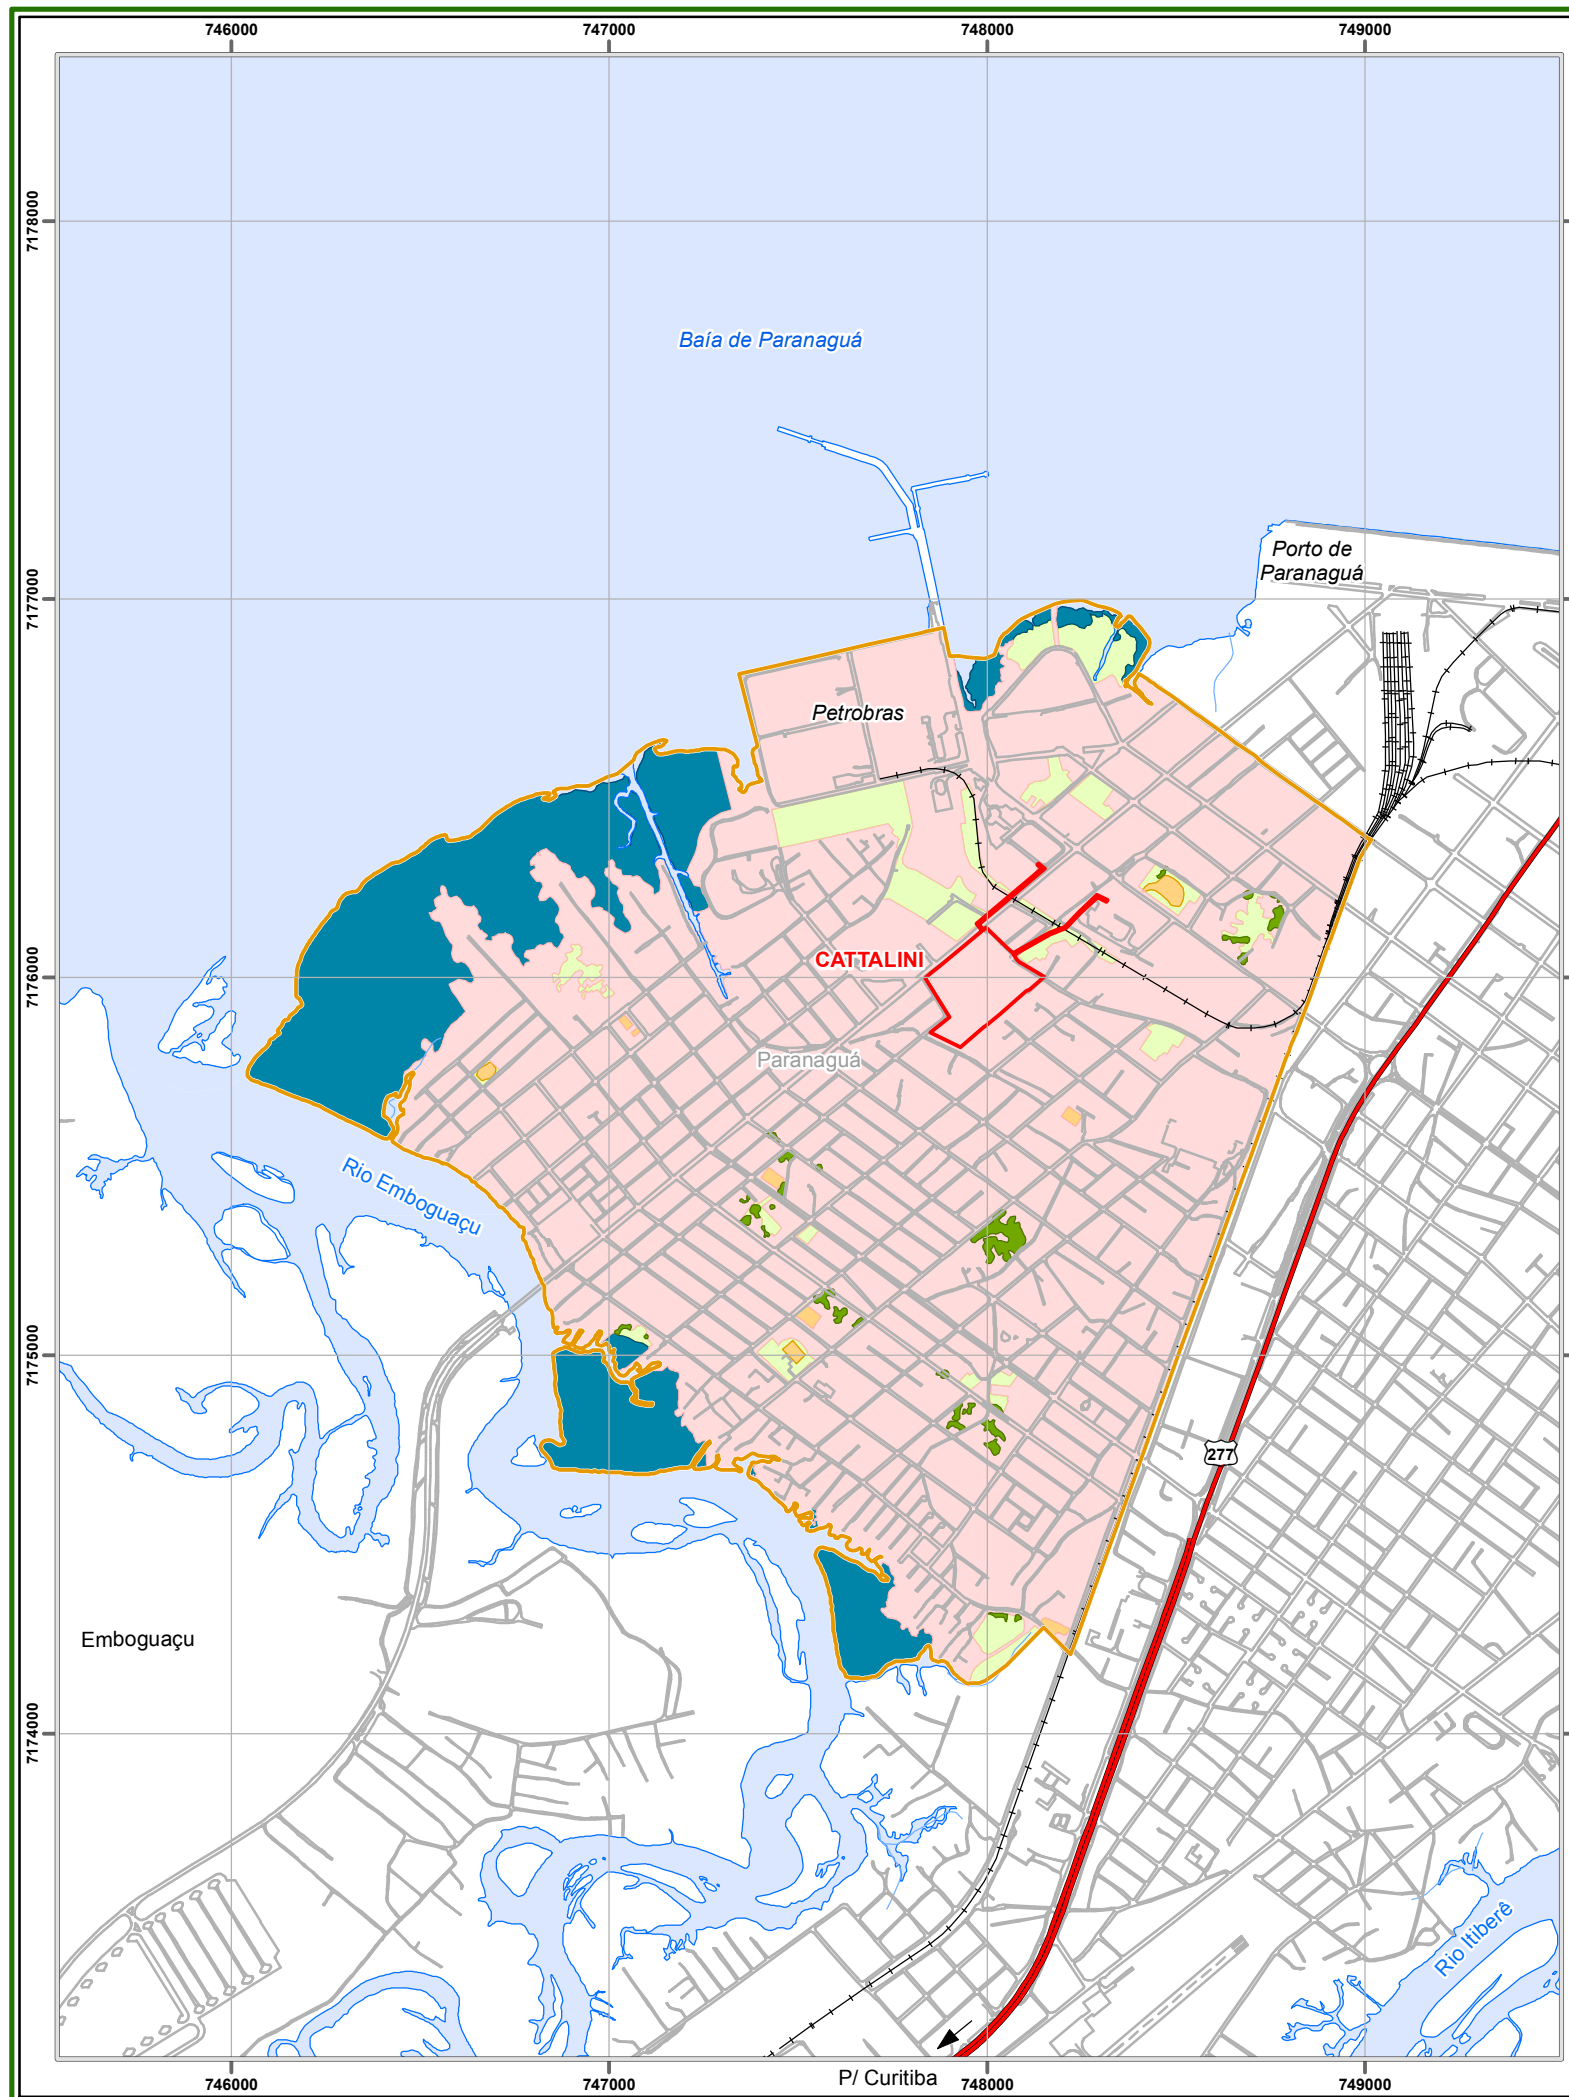 746000
747000
748000
749000
7178000
Baía de Paranaguá
Porto de
Paranaguá
7177000
Petrobras
CATTALINI
7176000
Paranaguá
Rio Emboguaçu
7175000
277
Emboguaçu
7174000
Rio Itiberê
P/ Curitiba
746000
747000
748000
749000